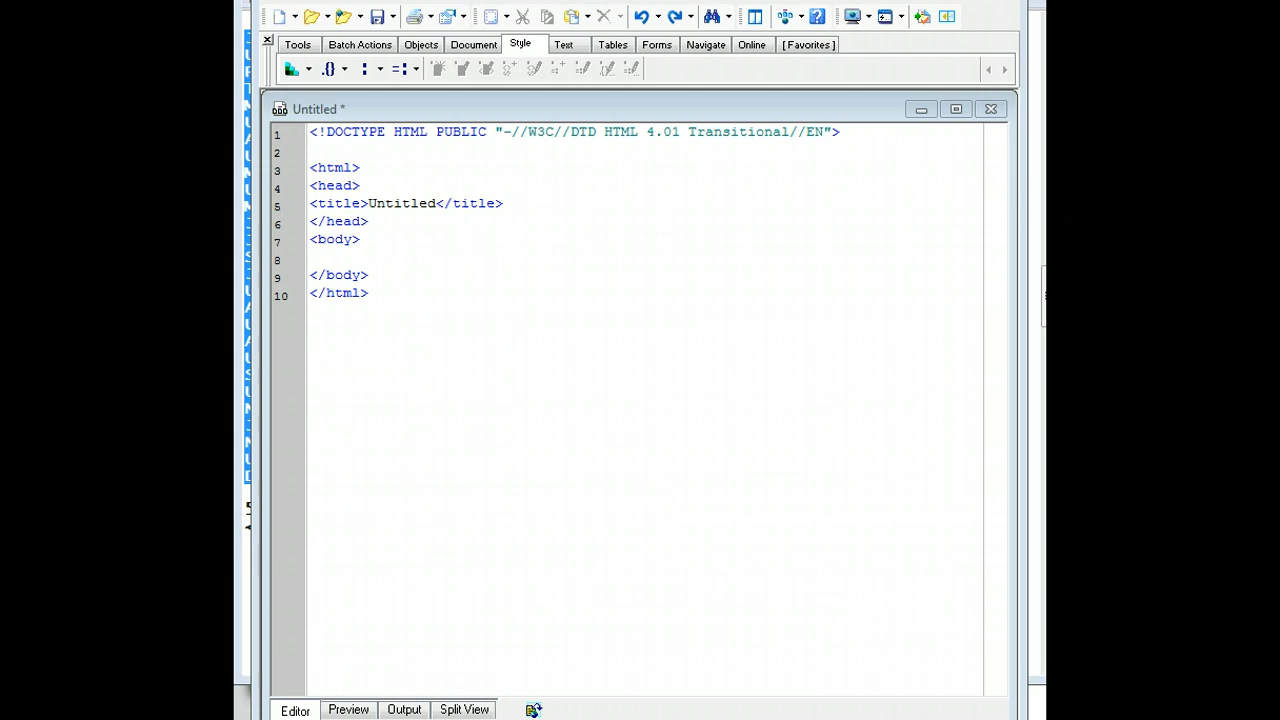 Tools Batch Actions Objects Document Style Text Tables Forms Navigate Online [ Favorites ]
Untitled *
1 <!DOCTYPE HTML PUBLIC "-//W3C//DTD HTML 4.01 Transitional//EN">
2
3 <html>
4 <head>
5 <title>Untitled</title>
6 </head>
7 <body>
8
9 </body>
10 </html>
Editor Preview Output Split View